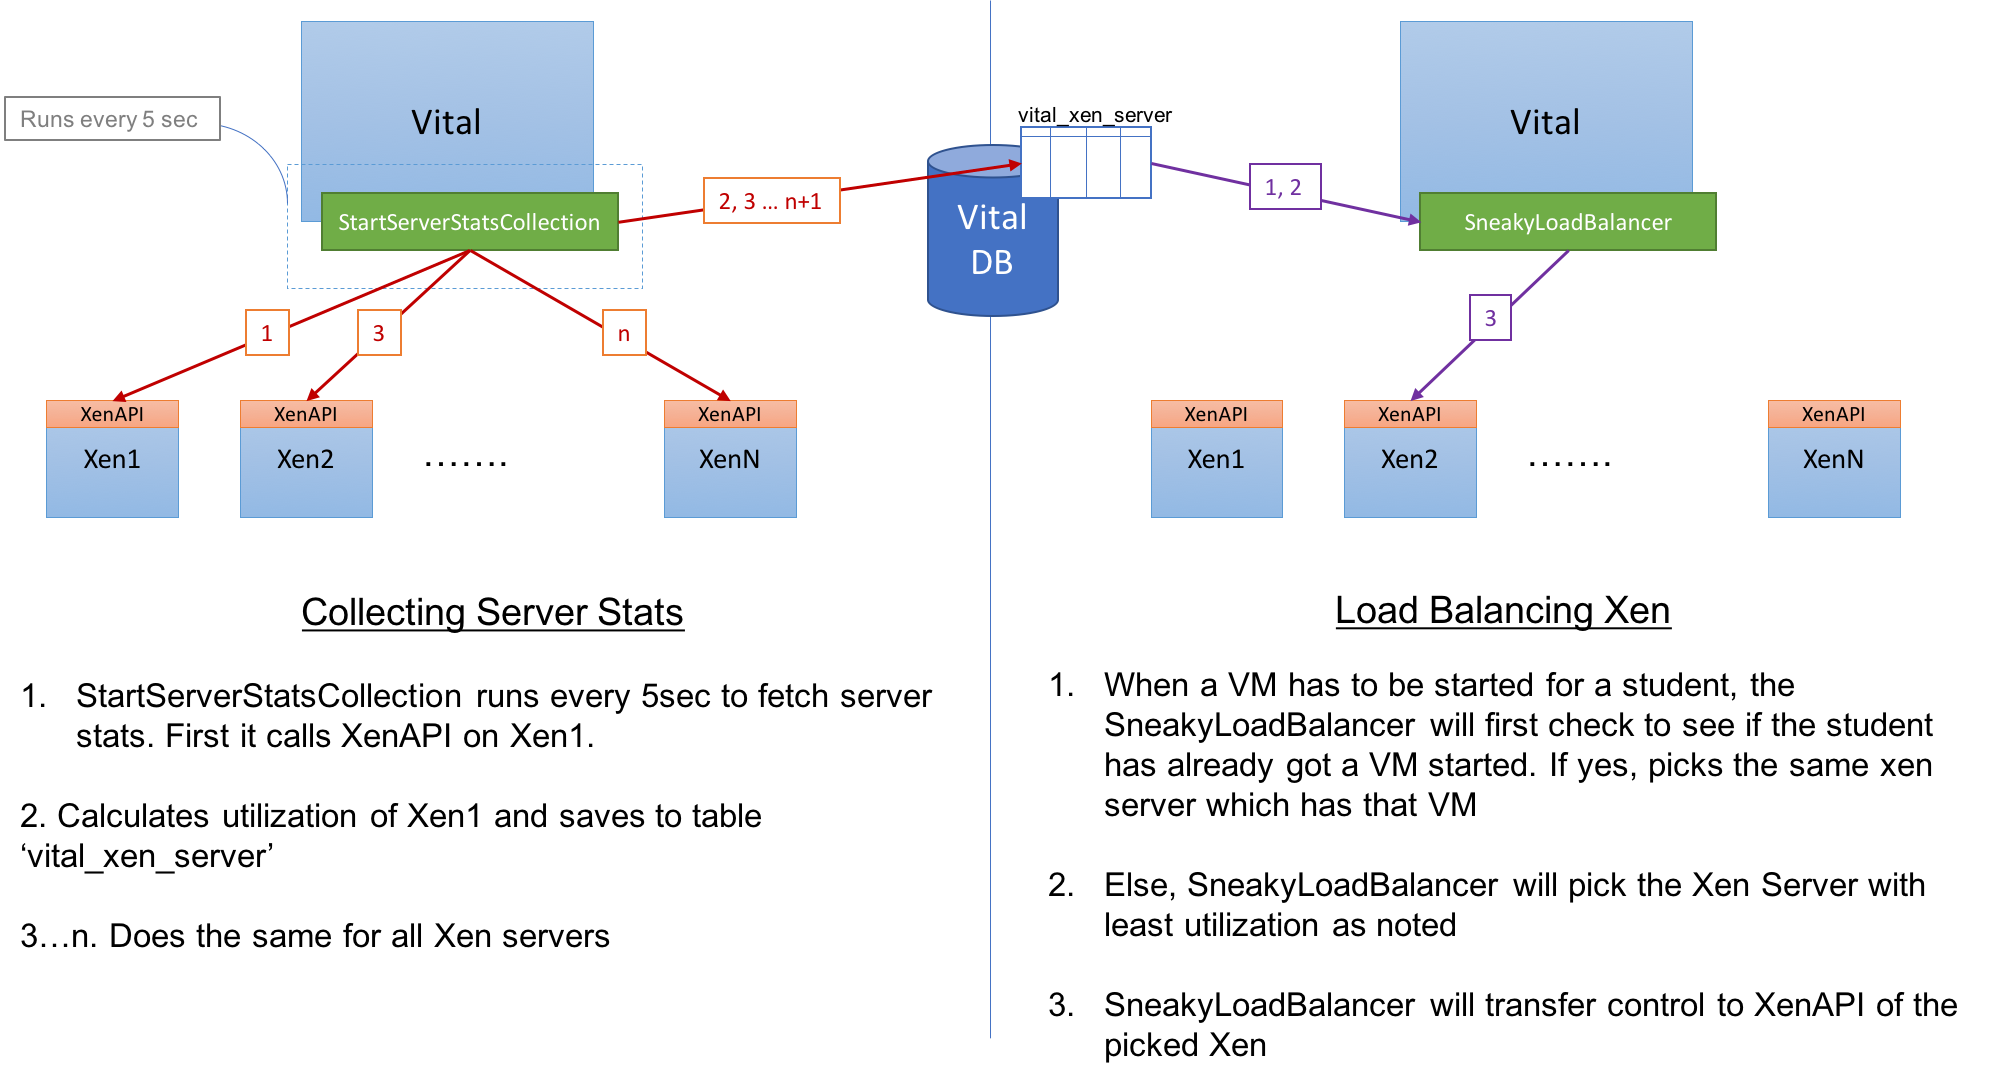 Vital
Runs every 5 sec
StartServerStatsCollection
2, 3 ... n+1
1
3
n
XenAPI
Xen1
XenAPI
Xen2
.......
XenAPI
XenN
vital_xen_server
Vital
DB
Vital
1, 2
SneakyLoadBalancer
3
XenAPI
Xen1
XenAPI
Xen2
.......
XenAPI
XenN
Collecting Server Stats
1. StartServerStatsCollection runs every 5sec to fetch server
stats. First it calls XenAPI on Xen1.
2. Calculates utilization of Xen1 and saves to table
‘vital_xen_server’
3…n. Does the same for all Xen servers
Load Balancing Xen
1. When a VM has to be started for a student, the
SneakyLoadBalancer will first check to see if the student
has already got a VM started. If yes, picks the same xen
server which has that VM
2. Else, SneakyLoadBalancer will pick the Xen Server with
least utilization as noted
3. SneakyLoadBalancer will transfer control to XenAPI of the
picked Xen